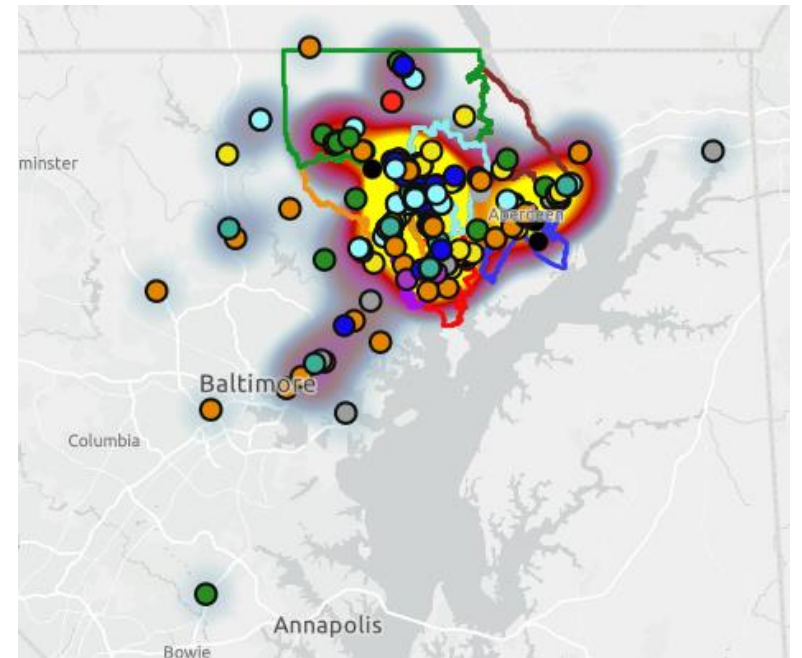 minster
Aberdeen
Baltimore
Columbia
Annapolis
Bowie